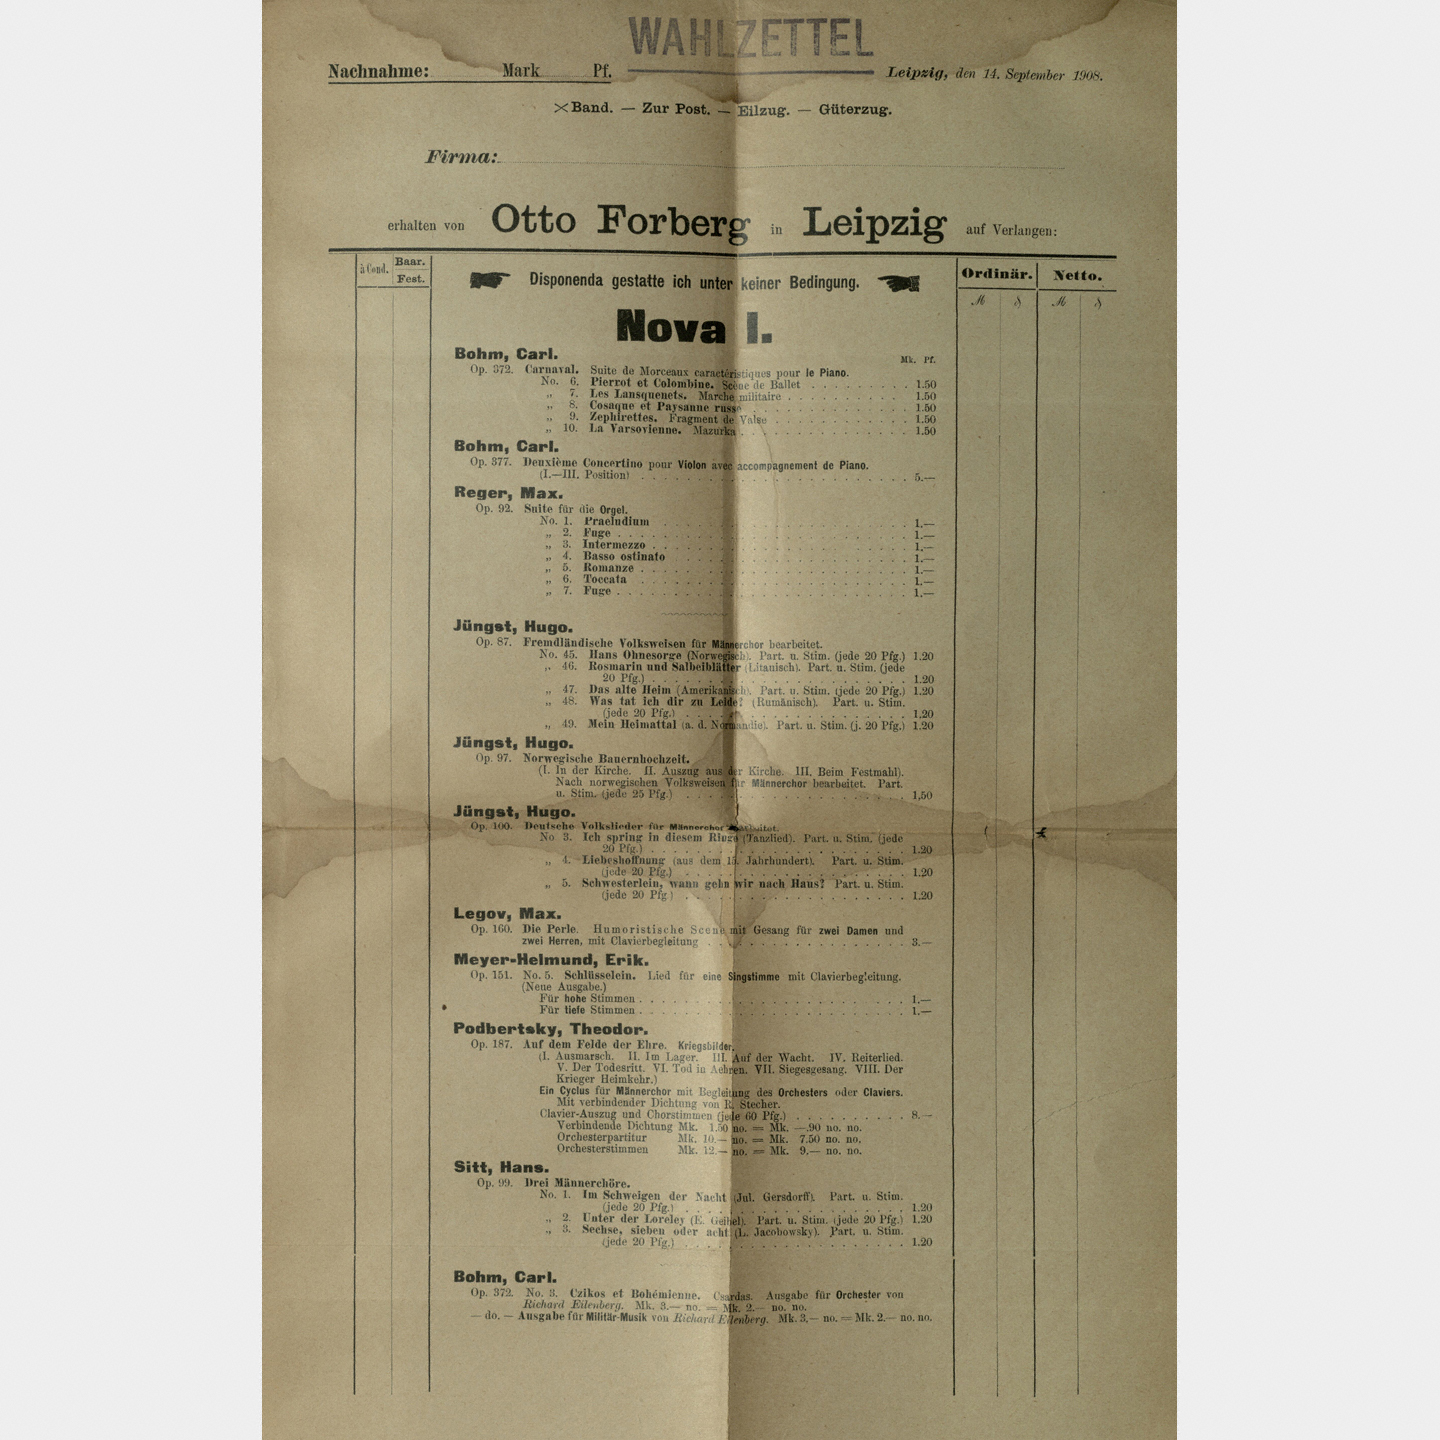 WAHLZETTEL
Nachnahme: Mark Pf.
Leipzig, den 14. September 1908.
Band. — Zur Post. — Eilzug. — Güterzug.
Firma:
erhalten von Otto Forberg in Leipzig auf Verlangen:
à Cond. Baar. Fest.
Ordinär. Netto.
Disponenda gestatte ich unter keiner Bedingung.
Nova I.
Bohm, Carl.
Mk. Pf.
Op. 372. Carnaval. Suite de Morceaux caractéristiques pour le Piano.
No. 6. Pierrot et Colombine. Scène de Ballet . . . . . . . . . 1.50
„ 7. Les Lansquenets. Marche militaire . . . . . . . . . . 1.50
„ 8. Cosaque et Paysanne russe . . . . . . . . . . . . . 1.50
„ 9. Zephirettes. Fragment de Valse . . . . . . . . . . . 1.50
„ 10. La Varsovienne. Mazurka . . . . . . . . . . . . . . 1.50
Bohm, Carl.
Op. 377. Deuxième Concertino pour Violon avec accompagnement de Piano.
(I.—III. Position) . . . . . . . . . . . . . . . . . . . 5.—
Reger, Max.
Op. 92. Suite für die Orgel.
No. 1. Praeludium . . . . . . . . . . . . . . . . . . . 1.—
„ 2. Fuge . . . . . . . . . . . . . . . . . . . . . . 1.—
„ 3. Intermezzo . . . . . . . . . . . . . . . . . . . 1.—
„ 4. Basso ostinato . . . . . . . . . . . . . . . . . 1.—
„ 5. Romanze . . . . . . . . . . . . . . . . . . . . 1.—
„ 6. Toccata . . . . . . . . . . . . . . . . . . . . 1.—
„ 7. Fuge . . . . . . . . . . . . . . . . . . . . . . 1.—
Jüngst, Hugo.
Op. 87. Fremdländische Volksweisen für Männerchor bearbeitet.
No. 45. Hans Ohnesorge (Norwegisch). Part. u. Stim. (jede 20 Pfg.) 1.20
„ 46. Rosmarin und Salbeiblätter (Litauisch). Part. u. Stim. (jede
20 Pfg.) . . . . . . . . . . . . . . . . . . . . . 1.20
„ 47. Das alte Heim (Amerikanisch). Part. u. Stim. (jede 20 Pfg.) 1.20
„ 48. Was tat ich dir zu Leide? (Rumänisch). Part. u. Stim.
(jede 20 Pfg.) . . . . . . . . . . . . . . . . . . 1.20
„ 49. Mein Heimattal (a. d. Normandie). Part. u. Stim. (j. 20 Pfg.) 1.20
Jüngst, Hugo.
Op. 97. Norwegische Bauernhochzeit.
(I. In der Kirche. II. Auszug aus der Kirche. III. Beim Festmahl).
Nach norwegischen Volksweisen für Männerchor bearbeitet. Part.
u. Stim. (jede 25 Pfg.) . . . . . . . . . . . . . . . . 1,50
Jüngst, Hugo.
Op. 100. Deutsche Volkslieder für Männerchor bearbeitet.
No 3. Ich spring in diesem Ringe (Tanzlied). Part. u. Stim. (jede
20 Pfg.) . . . . . . . . . . . . . . . . . . . . . 1.20
„ 4. Liebeshoffnung (aus dem 15. Jahrhundert). Part. u. Stim.
(jede 20 Pfg.) . . . . . . . . . . . . . . . . . . 1.20
„ 5. Schwesterlein, wann gehn wir nach Haus? Part. u. Stim.
(jede 20 Pfg) . . . . . . . . . . . . . . . . . . 1.20
Legov, Max.
Op. 160. Die Perle. Humoristische Scene mit Gesang für zwei Damen und
zwei Herren, mit Clavierbegleitung . . . . . . . . . . . . . 3.—
Meyer-Helmund, Erik.
Op. 151. No. 5. Schlüsselein. Lied für eine Singstimme mit Clavierbegleitung.
(Neue Ausgabe.)
Für hohe Stimmen . . . . . . . . . . . . . . . . . . . 1.—
Für tiefe Stimmen . . . . . . . . . . . . . . . . . . . 1.—
Podbertsky, Theodor.
Op. 187. Auf dem Felde der Ehre. Kriegsbilder.
(I. Ausmarsch. II. Im Lager. III. Auf der Wacht. IV. Reiterlied.
V. Der Todesritt. VI. Tod in Aehren. VII. Siegesgesang. VIII. Der
Krieger Heimkehr.)
Ein Cyclus für Männerchor mit Begleitung des Orchesters oder Claviers.
Mit verbindender Dichtung von R. Stecher.
Clavier-Auszug und Chorstimmen (jede 60 Pfg.) . . . . . . . . . 8.—
Verbindende Dichtung Mk. 1.50 no. = Mk. —.90 no. no.
Orchesterpartitur Mk. 10.— no. = Mk. 7.50 no. no.
Orchesterstimmen Mk. 12.— no. = Mk. 9.— no. no.
Sitt, Hans.
Op. 99. Drei Männerchöre.
No. 1. Im Schweigen der Nacht (Jul. Gersdorff). Part. u. Stim.
(jede 20 Pfg.) . . . . . . . . . . . . . . . . . . 1.20
„ 2. Unter der Loreley (E. Geibel). Part. u. Stim. (jede 20 Pfg.) 1.20
„ 3. Sechse, sieben oder acht (L. Jacobowsky). Part. u. Stim.
(jede 20 Pfg.) . . . . . . . . . . . . . . . . . . 1.20
Bohm, Carl.
Op. 372. No. 3. Czikos et Bohémienne. Csardas. Ausgabe für Orchester von
Richard Eilenberg. Mk. 3.— no. = Mk. 2.— no. no.
— do. — Ausgabe für Militär-Musik von Richard Eilenberg. Mk. 3.— no. = Mk. 2.— no. no.